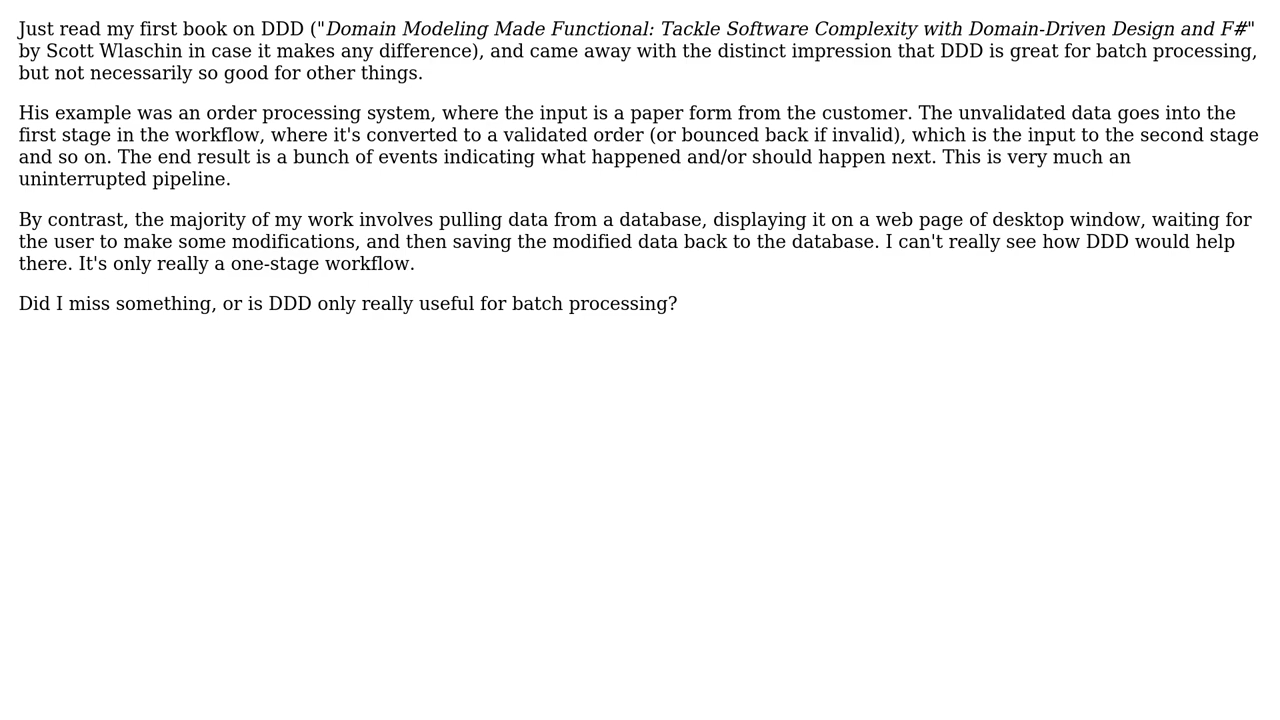 Just read my first book on DDD ("Domain Modeling Made Functional: Tackle Software Complexity with Domain-Driven Design and F#"
by Scott Wlaschin in case it makes any difference), and came away with the distinct impression that DDD is great for batch processing,
but not necessarily so good for other things.
His example was an order processing system, where the input is a paper form from the customer. The unvalidated data goes into the
first stage in the workflow, where it's converted to a validated order (or bounced back if invalid), which is the input to the second stage
and so on. The end result is a bunch of events indicating what happened and/or should happen next. This is very much an
uninterrupted pipeline.
By contrast, the majority of my work involves pulling data from a database, displaying it on a web page of desktop window, waiting for
the user to make some modifications, and then saving the modified data back to the database. I can't really see how DDD would help
there. It's only really a one-stage workflow.
Did I miss something, or is DDD only really useful for batch processing?